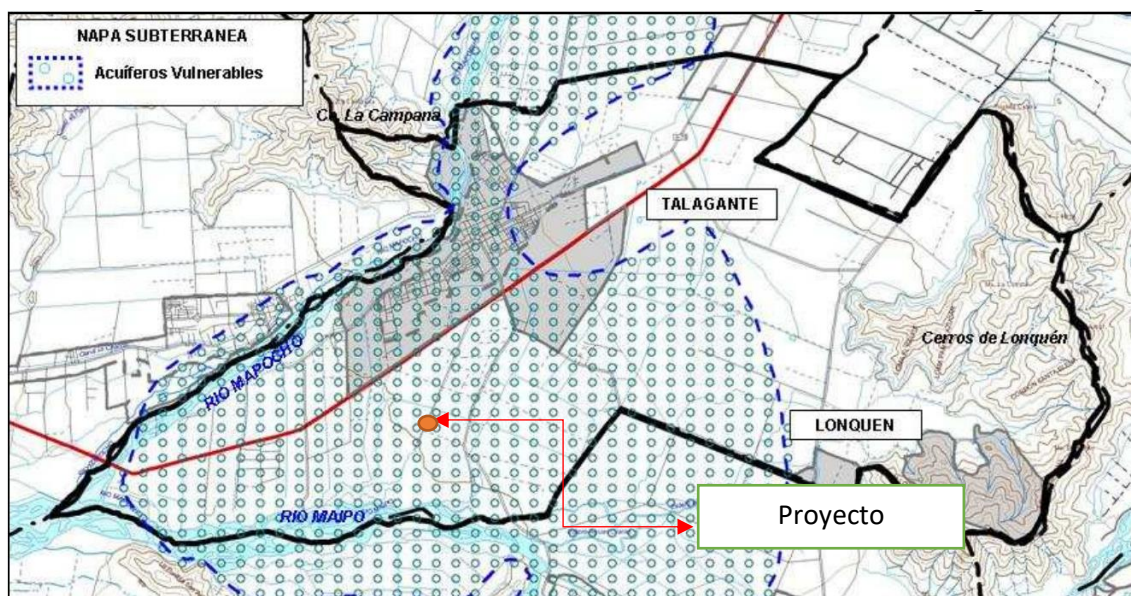 NAPA SUBTERRANEA
Acuíferos Vulnerables
Co. La Campana
TALAGANTE
Cerros de Lonquén
RIO MAPOCHO
LONQUEN
RIO MAIPO
Proyecto